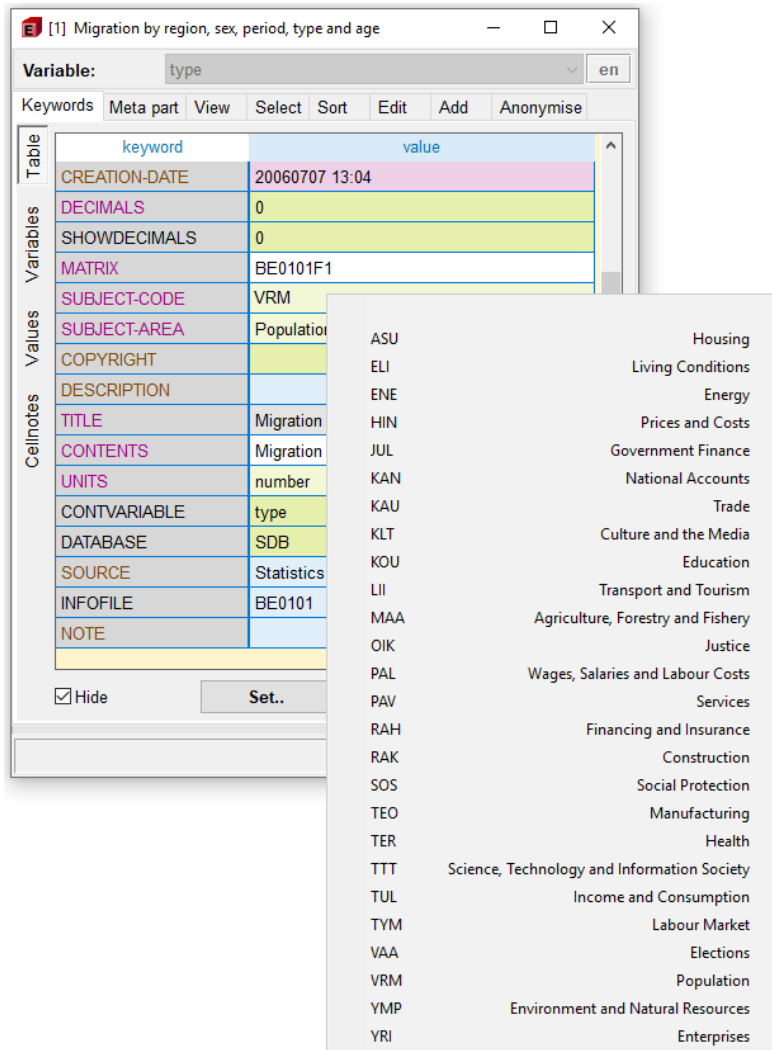 [1] Migration by region, sex, period, type and age
Variable: type en
Keywords Meta part View Select Sort Edit Add Anonymise
Table
Variables
Values
Cellnotes
keyword value
CREATION-DATE 20060707 13:04
DECIMALS 0
SHOWDECIMALS 0
MATRIX BE0101F1
SUBJECT-CODE VRM
SUBJECT-AREA Population
COPYRIGHT
DESCRIPTION
TITLE Migration
CONTENTS Migration
UNITS number
CONTVARIABLE type
DATABASE SDB
SOURCE Statistics
INFOFILE BE0101
NOTE
Hide Set..
ASU Housing
ELI Living Conditions
ENE Energy
HIN Prices and Costs
JUL Government Finance
KAN National Accounts
KAU Trade
KLT Culture and the Media
KOU Education
LII Transport and Tourism
MAA Agriculture, Forestry and Fishery
OIK Justice
PAL Wages, Salaries and Labour Costs
PAV Services
RAH Financing and Insurance
RAK Construction
SOS Social Protection
TEO Manufacturing
TER Health
TTT Science, Technology and Information Society
TUL Income and Consumption
TYM Labour Market
VAA Elections
VRM Population
YMP Environment and Natural Resources
YRI Enterprises